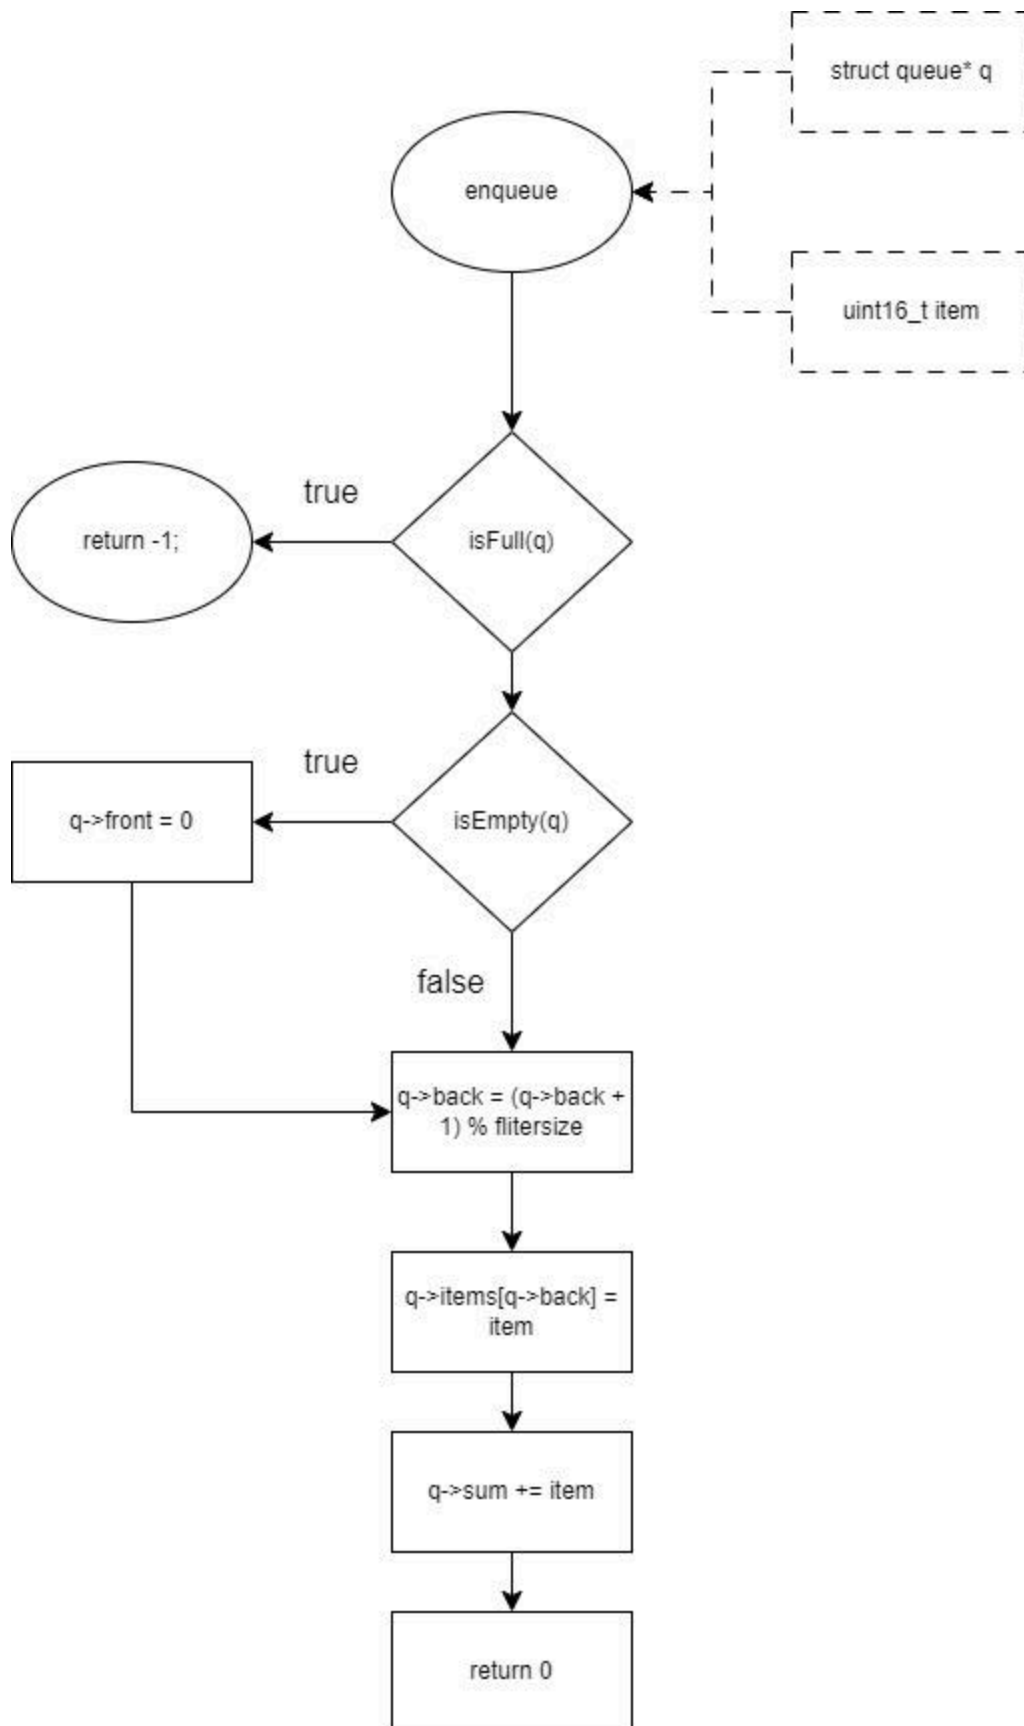 struct queue* q
enqueue
uint16_t item
true
return -1;
isFull(q)
true
q->front = 0
isEmpty(q)
false
q->back = (q->back +
1) % flitersize
q->items[q->back] =
item
q->sum += item
return 0